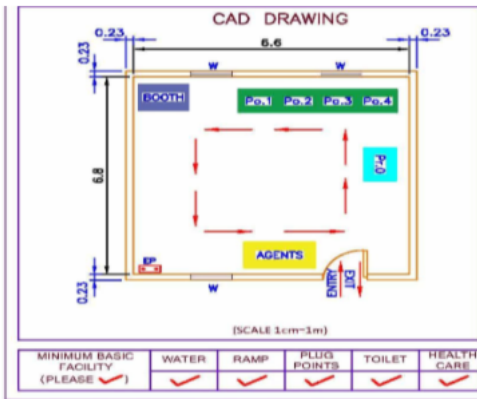 CAD DRAWING
0.23 6.6 0.23
0.23
W W
BOOTH Po.1 Po.2 Po.3 Po.4
6.8
Pr.O
EP
AGENTS
0.23
W
ENTRY
EXIT
(SCALE 1cm-1m)
MINIMUM BASIC FACILITY (PLEASE ✓) WATER RAMP PLUG POINTS TOILET HEALTH CARE
✓ ✓ ✓ ✓ ✓